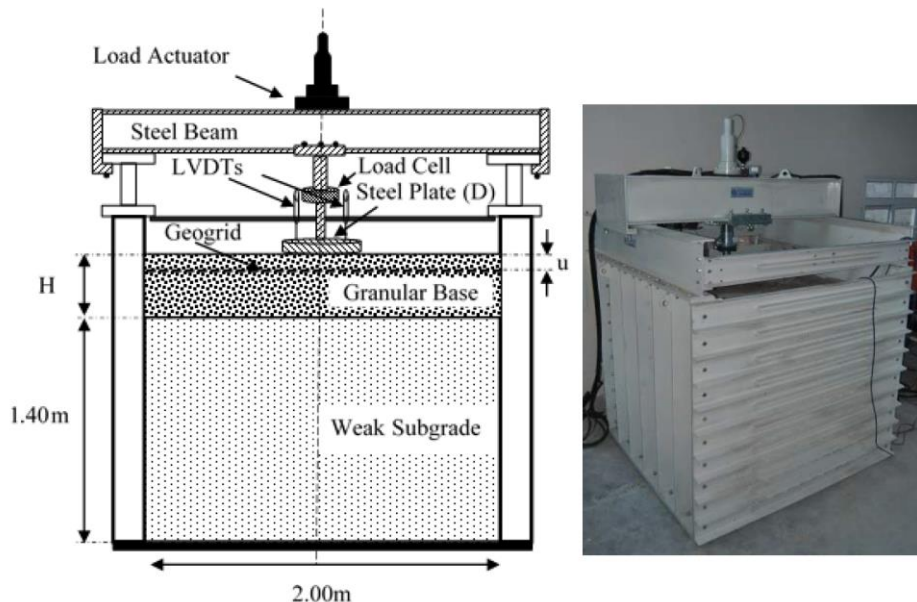 Load Actuator
Steel Beam
LVDTs
Load Cell
Steel Plate (D)
Geogrid
u
H
Granular Base
1.40m
Weak Subgrade
2.00m